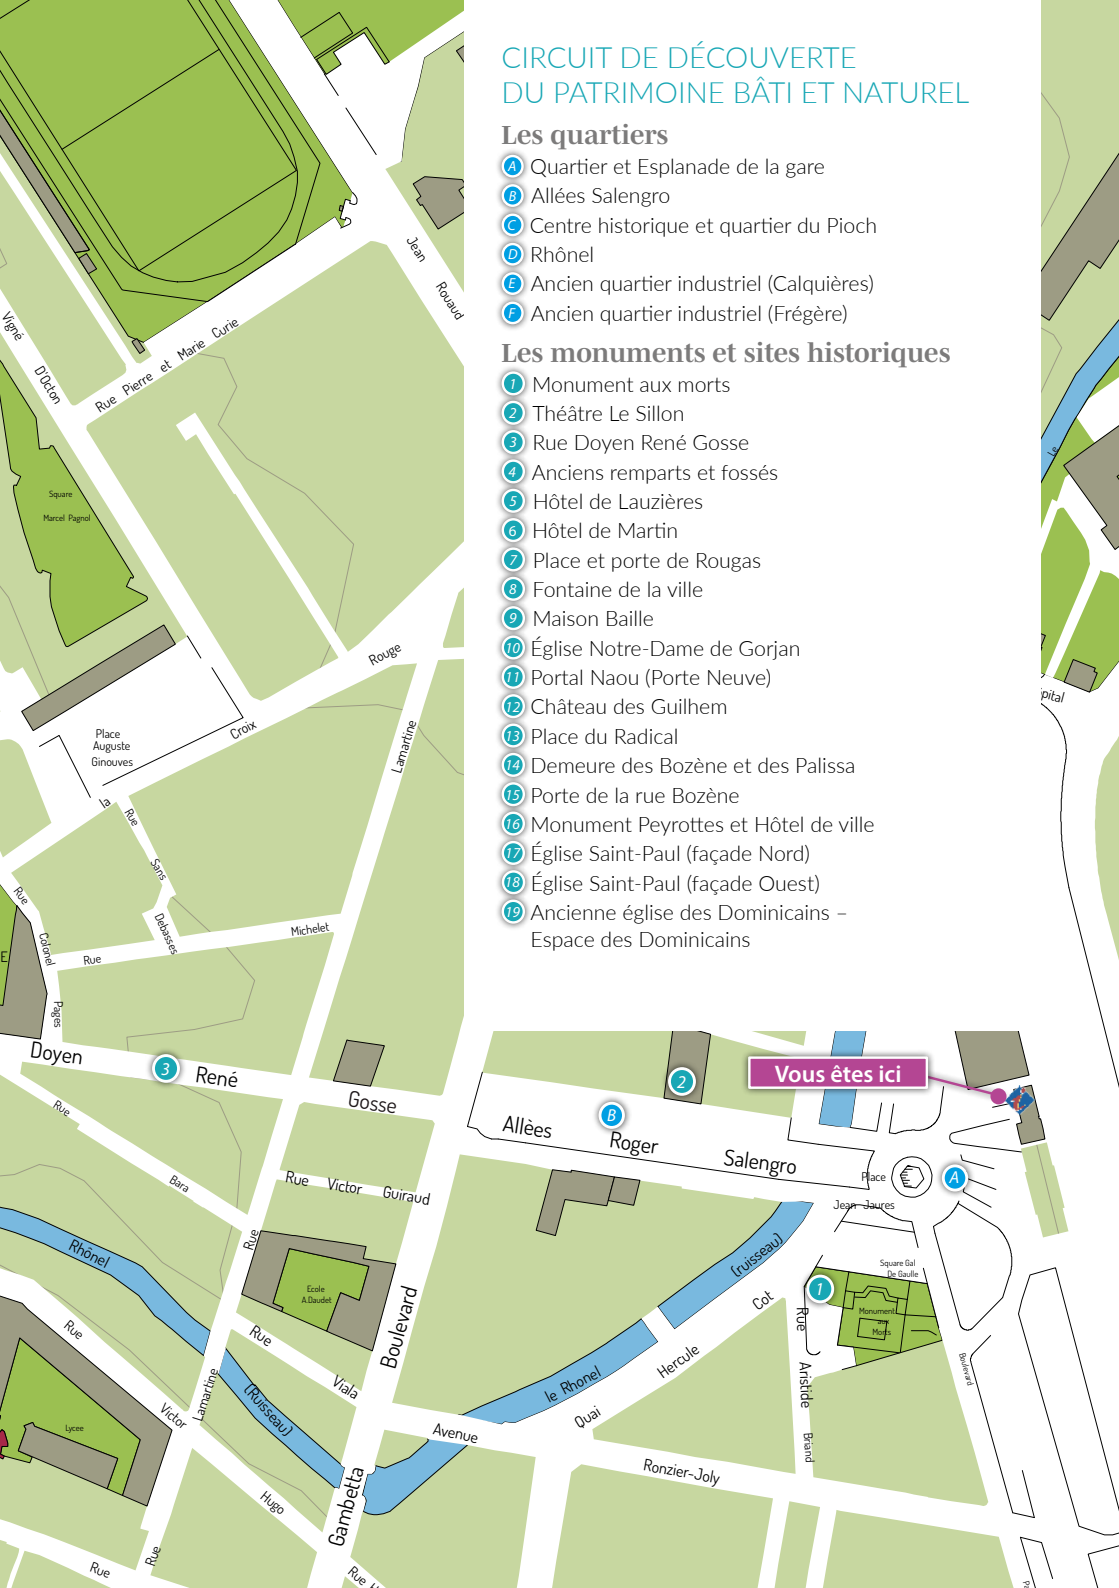 CIRCUIT DE DÉCOUVERTE
DU PATRIMOINE BÂTI ET NATUREL
Les quartiers
A Quartier et Esplanade de la gare
B Allées Salengro
C Centre historique et quartier du Pioch
D Rhônel
E Ancien quartier industriel (Calquières)
F Ancien quartier industriel (Frégère)
Les monuments et sites historiques
1 Monument aux morts
2 Théâtre Le Sillon
3 Rue Doyen René Gosse
4 Anciens remparts et fossés
5 Hôtel de Lauzières
6 Hôtel de Martin
7 Place et porte de Rougas
8 Fontaine de la ville
9 Maison Baille
10 Église Notre-Dame de Gorjan
11 Portal Naou (Porte Neuve)
12 Château des Guilhem
13 Place du Radical
14 Demeure des Bozène et des Palissa
15 Porte de la rue Bozène
16 Monument Peyrottes et Hôtel de ville
17 Église Saint-Paul (façade Nord)
18 Église Saint-Paul (façade Ouest)
19 Ancienne église des Dominicains –
Espace des Dominicains
Jean Rouaud
Vigné D'Octon
Rue Pierre et Marie Curie
Square
Marcel Pagnol
Le
pital
Rouge
Croix
la
Lamartine
Place
Auguste
Ginouves
Rue Sans Debasses
Rue Colonel Pages
Rue Michelet
E
Doyen René Gosse
3
2
B
Vous êtes ici
Allèes Roger Salengro
A
Place
Jean Jaures
Rue Bara
Rue Victor Guiraud
Rhônel
(Ruisseau)
Rue
Lamartine
Rue
Ecole
A.Daudet
Boulevard
Gambetta
Rue Viala
(ruisseau)
le Rhonel
Square Gal
De Gaulle
1
Monument
aux
Morts
Rue Aristide Briand
Boulevard
Quai Hercule Cot
Avenue Ronzier-Joly
Rue Victor Hugo
Lycee
Rue
Rue